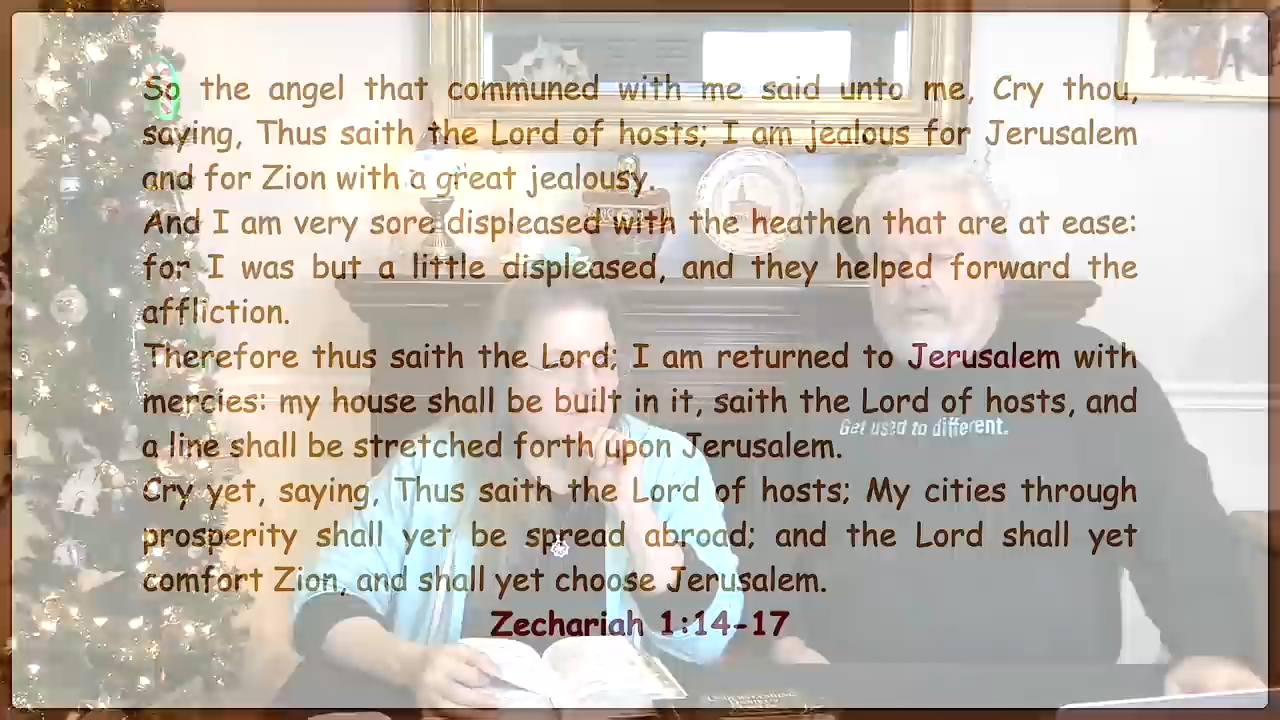 So the angel that communed with me said unto me, Cry thou,
saying, Thus saith the Lord of hosts; I am jealous for Jerusalem
and for Zion with a great jealousy.
And I am very sore displeased with the heathen that are at ease:
for I was but a little displeased, and they helped forward the
affliction.
Therefore thus saith the Lord; I am returned to Jerusalem with
mercies: my house shall be built in it, saith the Lord of hosts, and
a line shall be stretched forth upon Jerusalem.
Get used to different.
Cry yet, saying, Thus saith the Lord of hosts; My cities through
prosperity shall yet be spread abroad; and the Lord shall yet
comfort Zion, and shall yet choose Jerusalem.
Zechariah 1:14-17